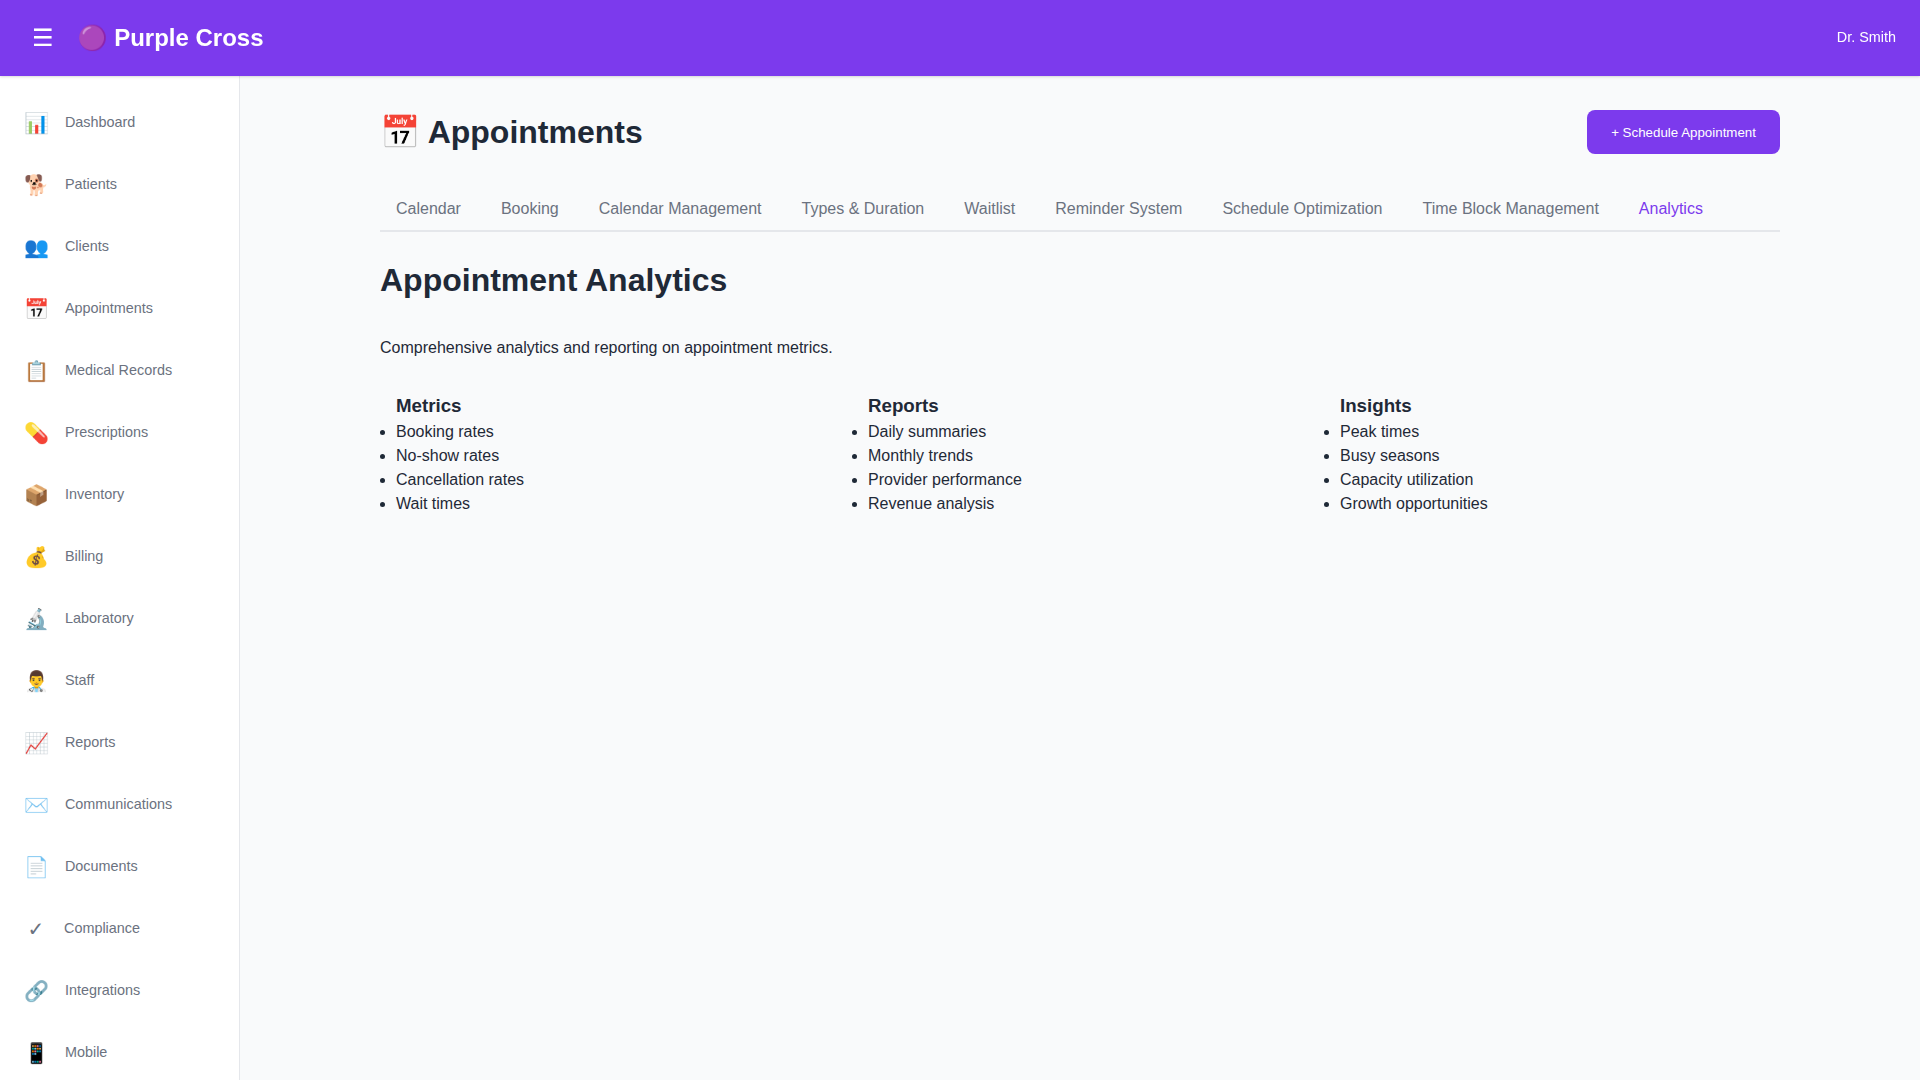 ☰ 🟣 Purple Cross
Dr. Smith
📊 Dashboard
🐕 Patients
👥 Clients
📅 Appointments
📋 Medical Records
💊 Prescriptions
📦 Inventory
💰 Billing
🔬 Laboratory
👨‍⚕️ Staff
📈 Reports
✉️ Communications
📄 Documents
✓ Compliance
🔗 Integrations
📱 Mobile
📅 Appointments
+ Schedule Appointment
Calendar
Booking
Calendar Management
Types & Duration
Waitlist
Reminder System
Schedule Optimization
Time Block Management
Analytics
Appointment Analytics
Comprehensive analytics and reporting on appointment metrics.
Metrics
• Booking rates
• No-show rates
• Cancellation rates
• Wait times
Reports
• Daily summaries
• Monthly trends
• Provider performance
• Revenue analysis
Insights
• Peak times
• Busy seasons
• Capacity utilization
• Growth opportunities